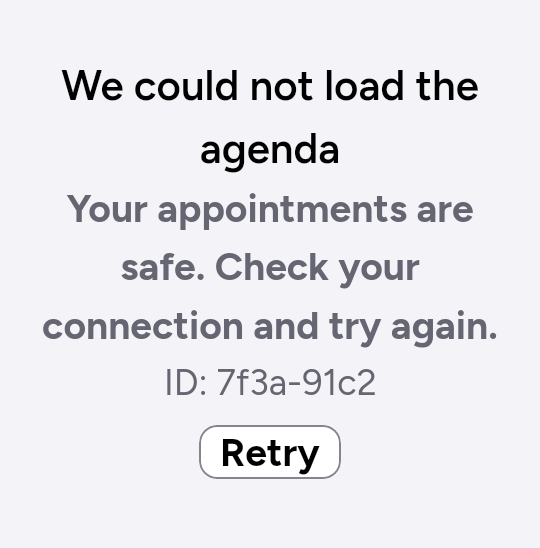 We could not load the
agenda
Your appointments are
safe. Check your
connection and try again.
ID: 7f3a-91c2
Retry